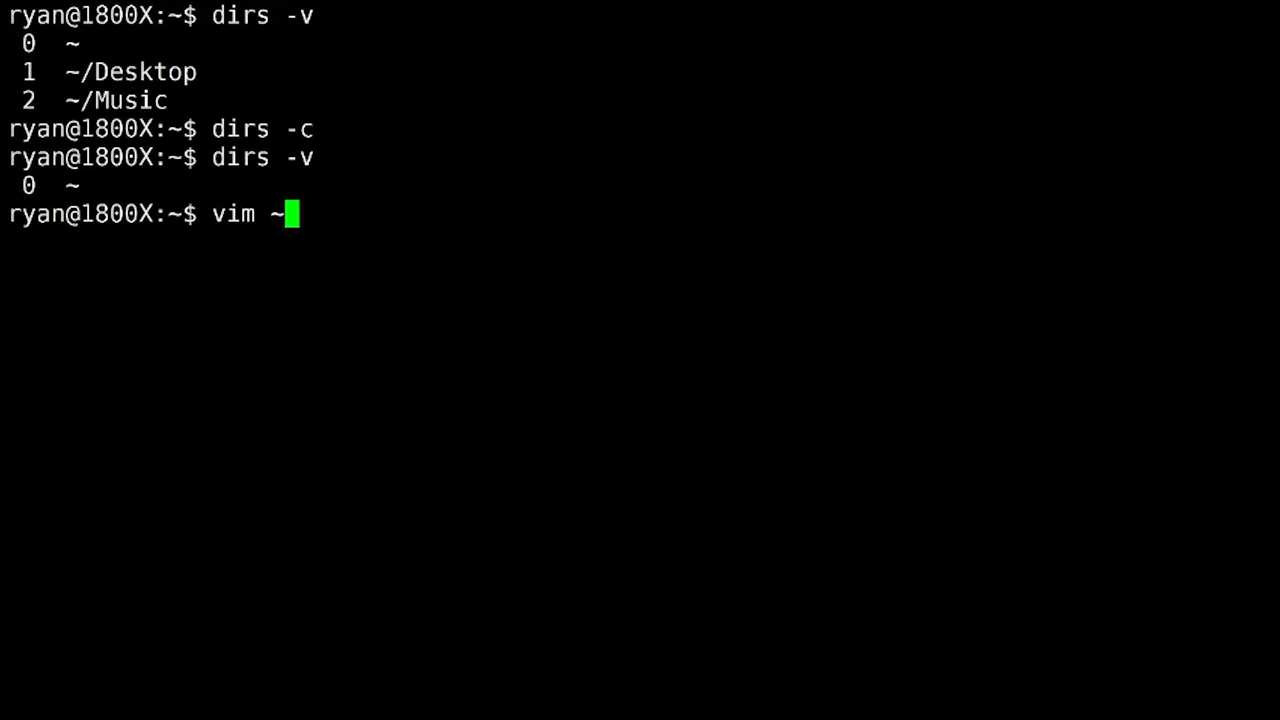 ryan@1800X:~$ dirs -v
 0  ~
 1  ~/Desktop
 2  ~/Music
ryan@1800X:~$ dirs -c
ryan@1800X:~$ dirs -v
 0  ~
ryan@1800X:~$ vim ~